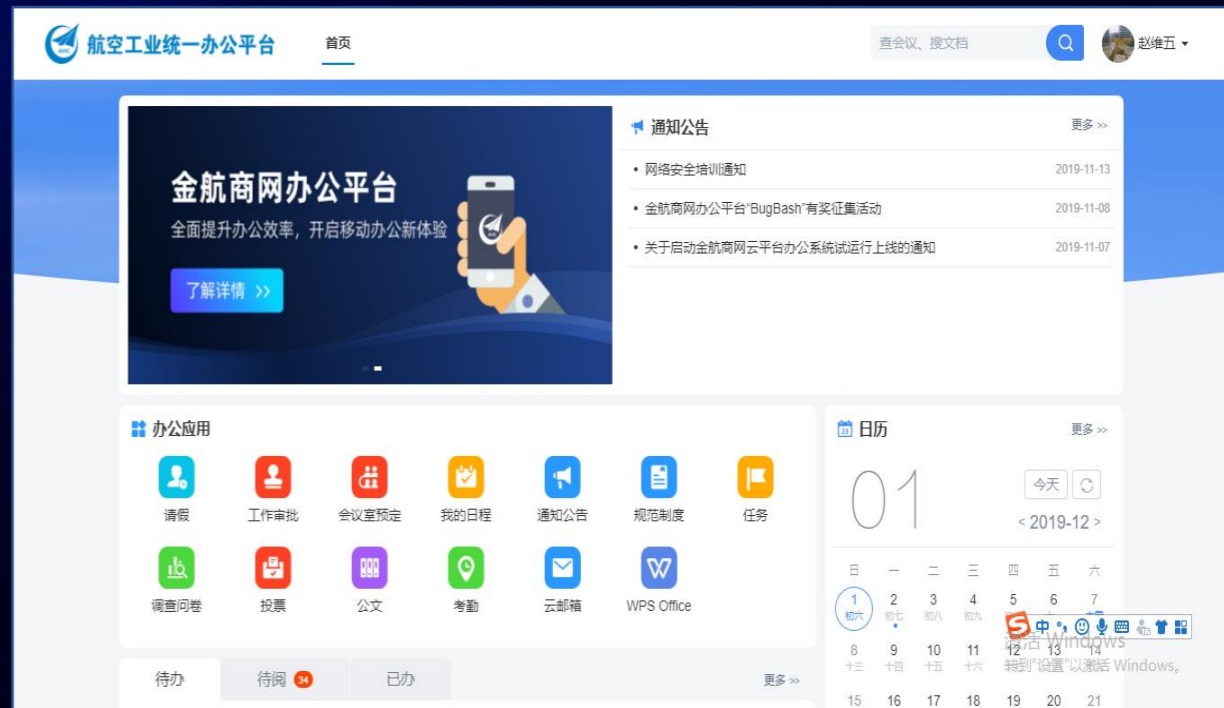 航空工业统一办公平台
首页
查会议、搜文档
赵维五
金航商网办公平台
全面提升办公效率，开启移动办公新体验
了解详情 >>
通知公告
更多 >>
• 网络安全培训通知 2019-11-13
• 金航商网办公平台“BugBash”有奖征集活动 2019-11-08
• 关于启动金航商网云平台办公系统试运行上线的通知 2019-11-07
办公应用
请假 工作审批 会议室预定 我的日程 通知公告 规范制度 任务
调查问卷 投票 公文 考勤 云邮箱 WPS Office
待办 待阅 34 已办 更多 >>
日历
更多 >>
01
今天
< 2019-12 >
日 一 二 三 四 五 六
1 2 3 4 5 6 7
初六 初七 初八 初九
中
8 9 10 11 12 13 14
十三 十四 十五 十六
激活 Windows
转到"设置"以激活 Windows。
15 16 17 18 19 20 21